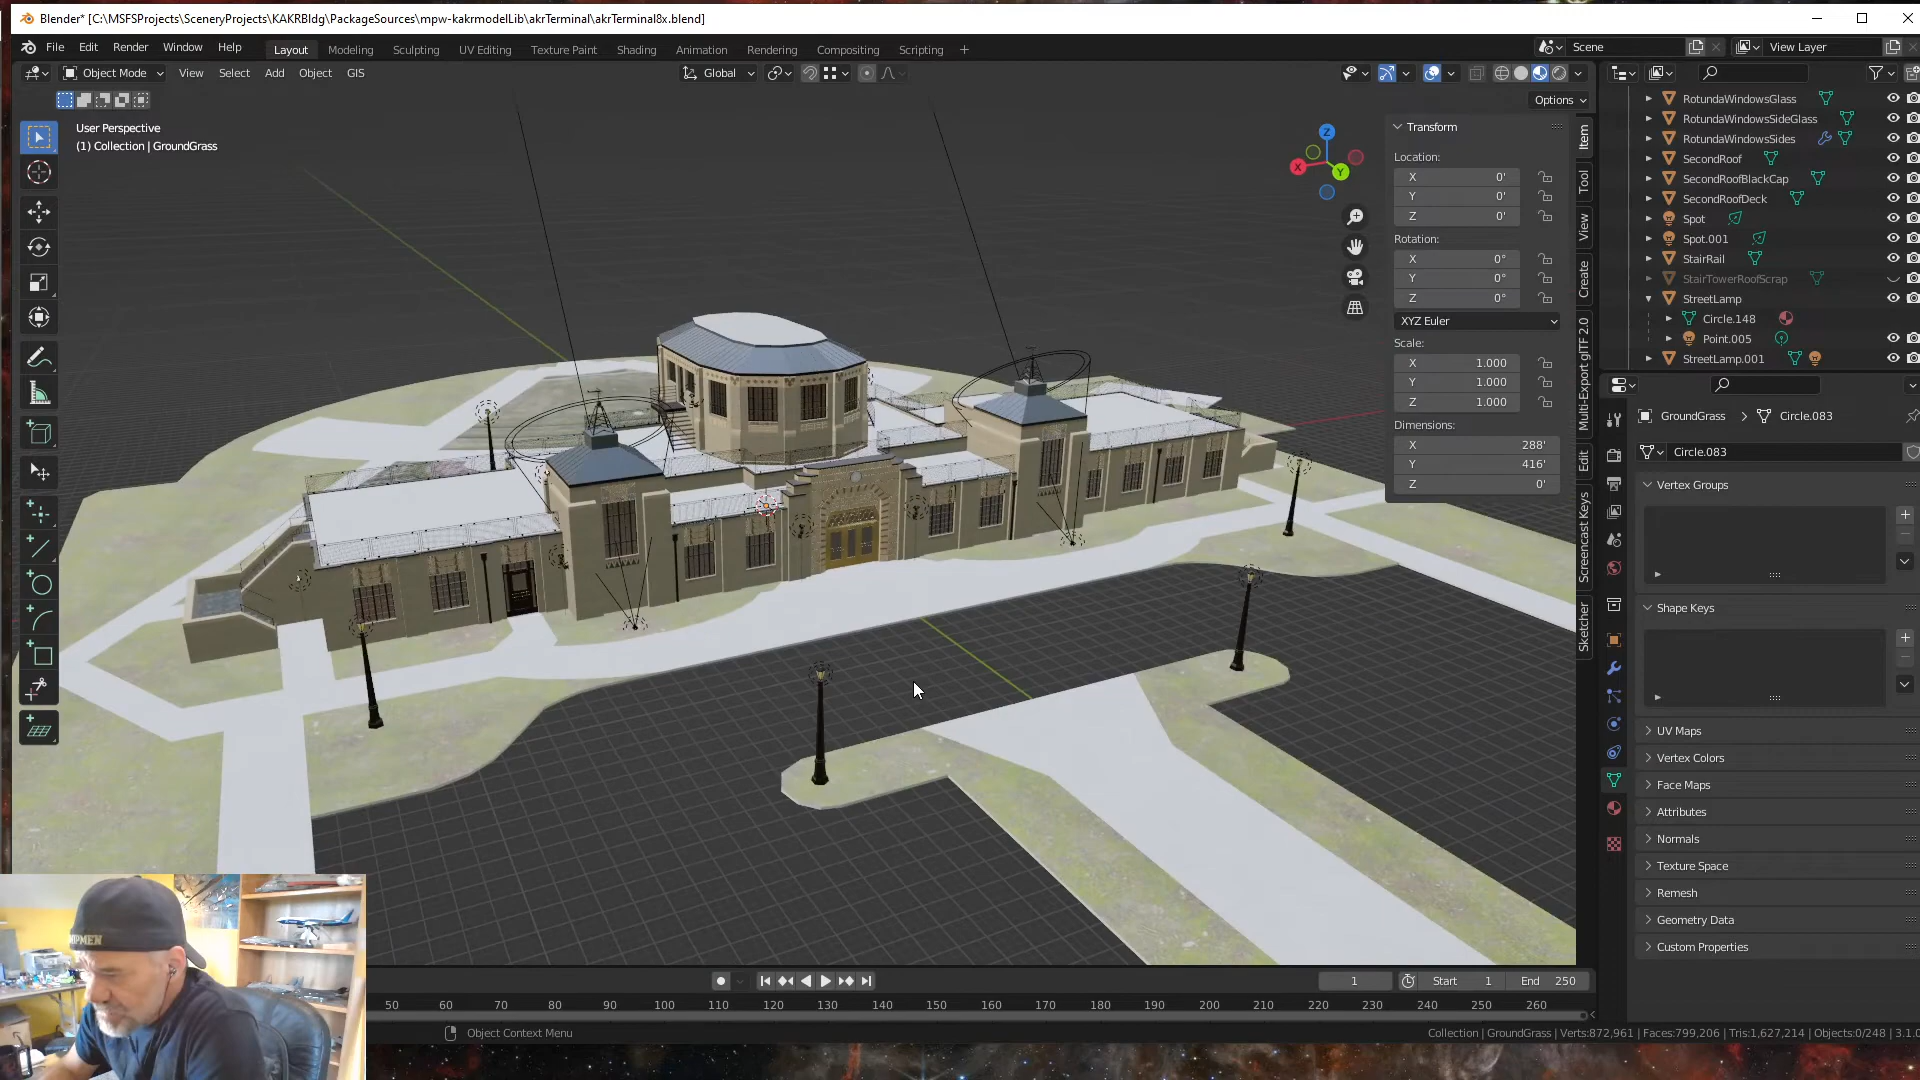 Blender* [C:\MSFSProjects\SceneryProjects\KAKRBldg\PackageSources\mpw-kakrmodelLib\akrTerminal\akrTerminal8x.blend]
File Edit Render Window Help
Layout Modeling Sculpting UV Editing Texture Paint Shading Animation Rendering Compositing Scripting +
Scene
View Layer
Object Mode View Select Add Object GIS
Global
Options
User Perspective
(1) Collection | GroundGrass
Z
X
Y
Transform
Location:
X 0'
Y 0'
Z 0'
Rotation:
X 0°
Y 0°
Z 0°
XYZ Euler
Scale:
X 1.000
Y 1.000
Z 1.000
Dimensions:
X 288'
Y 416'
Z 0'
Item
Tool
View
Create
Multi-Export glTF 2.0
Edit
Screencast Keys
Sketcher
RotundaWindowsGlass
RotundaWindowsSideGlass
RotundaWindowsSides
SecondRoof
SecondRoofBlackCap
SecondRoofDeck
Spot
Spot.001
StairRail
StairTowerRoofScrap
StreetLamp
Circle.148
Point.005
StreetLamp.001
GroundGrass > Circle.083
Circle.083
Vertex Groups
Shape Keys
UV Maps
Vertex Colors
Face Maps
Attributes
Normals
Texture Space
Remesh
Geometry Data
Custom Properties
1
Start 1
End 250
50 60 70 80 90 100 110 120 130 140 150 160 170 180 190 200 210 220 230 240 250 260
Object Context Menu
Collection | GroundGrass | Verts:872,961 | Faces:799,206 | Tris:1,627,214 | Objects:0/248 | 3.1.0